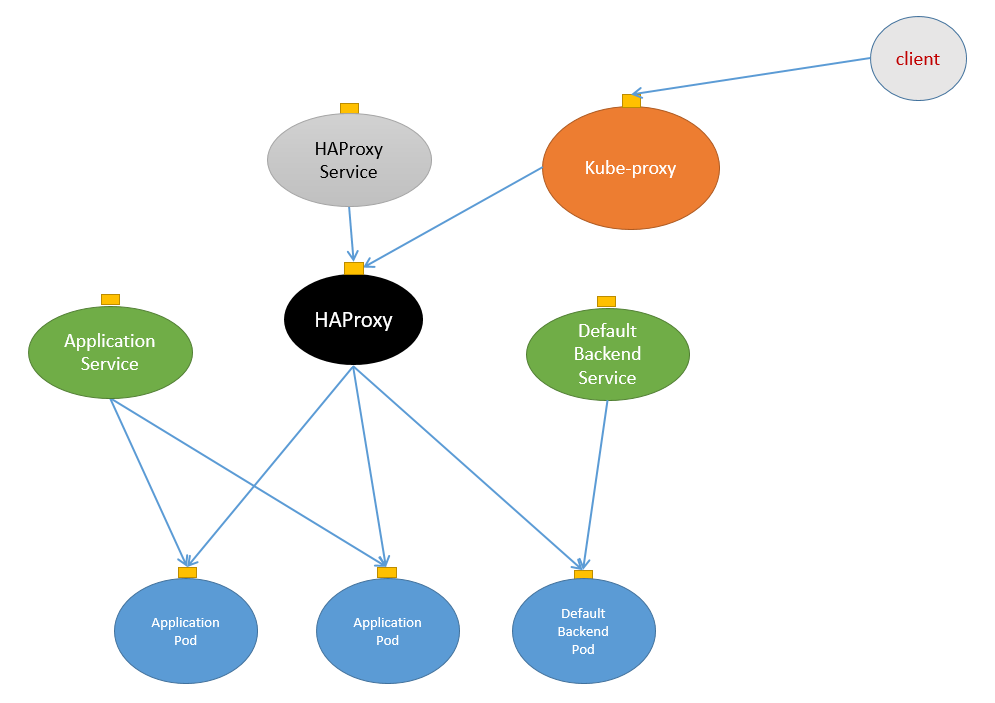 client
HAProxy
Service
Kube-proxy
HAProxy
Application
Service
Default
Backend
Service
Application
Pod
Application
Pod
Default
Backend
Pod